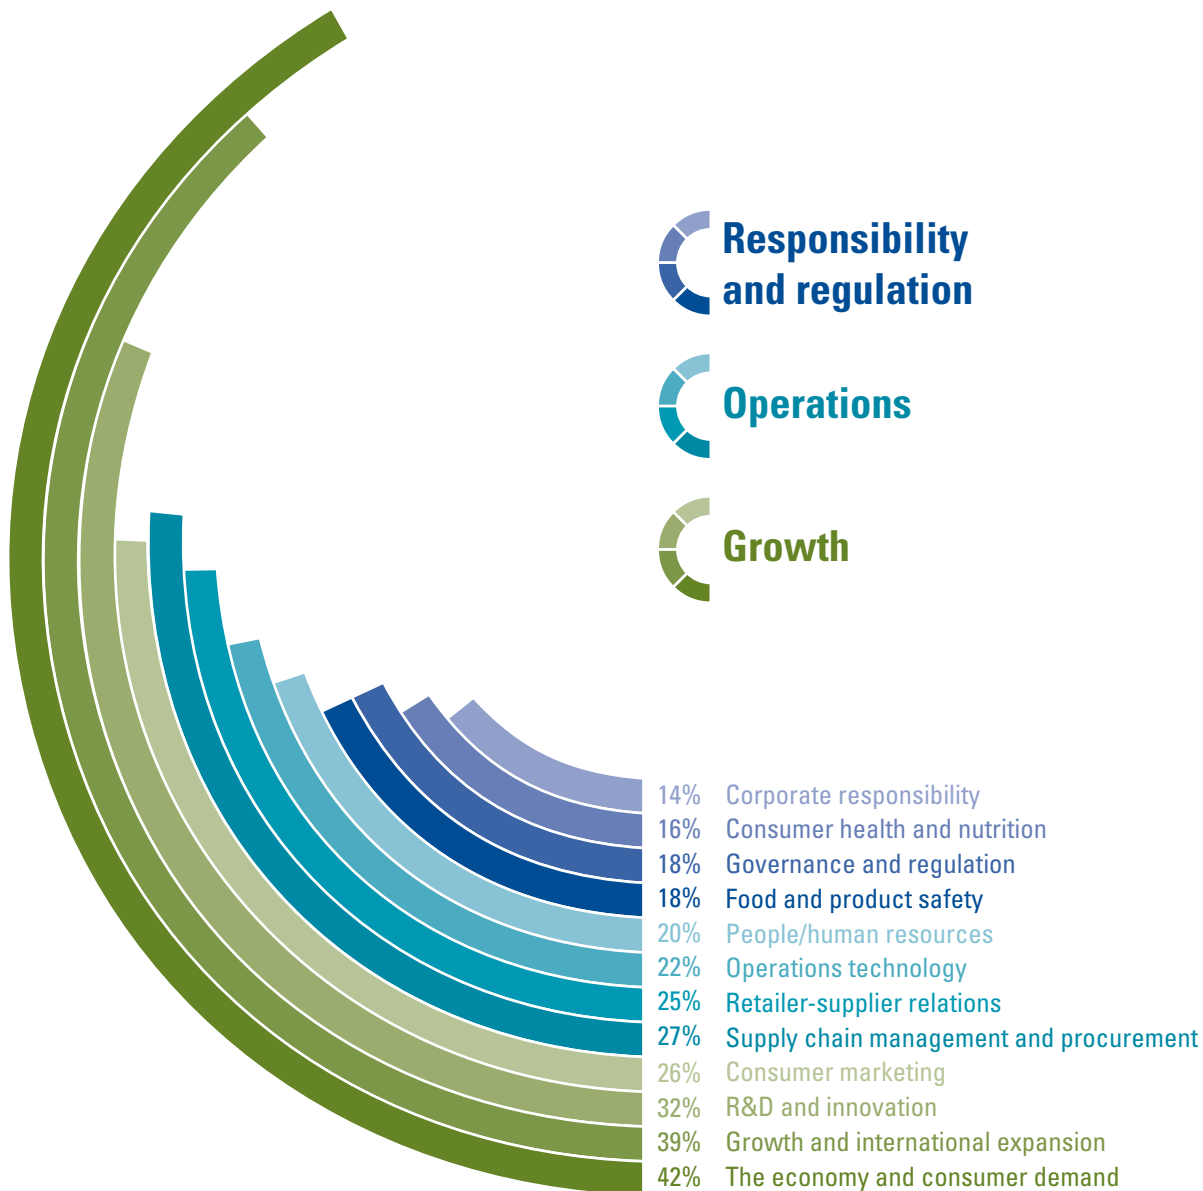 Responsibility
and regulation
Operations
Growth
14% Corporate responsibility
16% Consumer health and nutrition
18% Governance and regulation
18% Food and product safety
20% People/human resources
22% Operations technology
25% Retailer-supplier relations
27% Supply chain management and procurement
26% Consumer marketing
32% R&D and innovation
39% Growth and international expansion
42% The economy and consumer demand